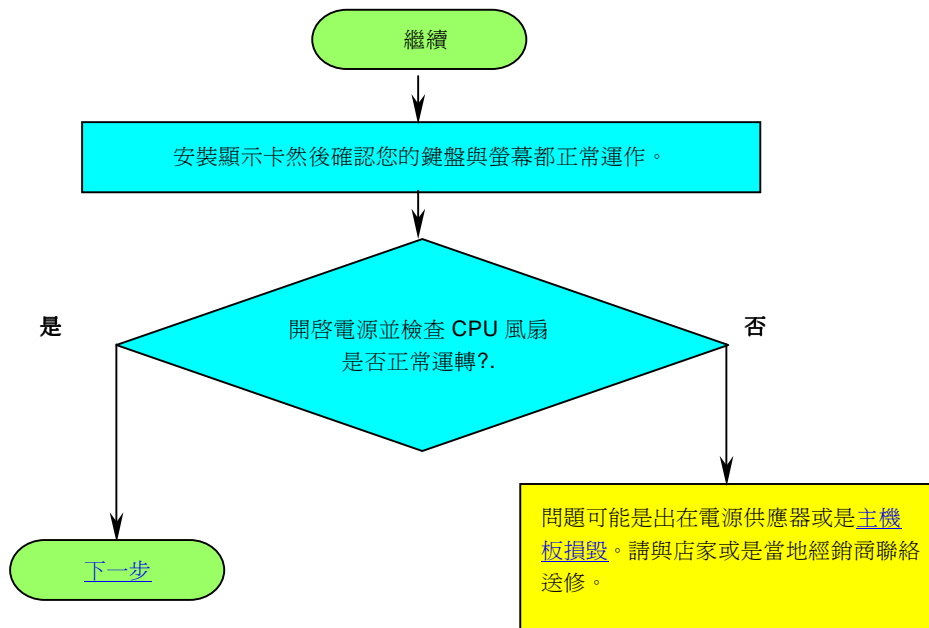 繼續
安裝顯示卡然後確認您的鍵盤與螢幕都正常運作。
是
開啓電源並檢查 CPU 風扇
是否正常運轉?.
否
問題可能是出在電源供應器或是主機
板損毀。請與店家或是當地經銷商聯絡
送修。
下一步